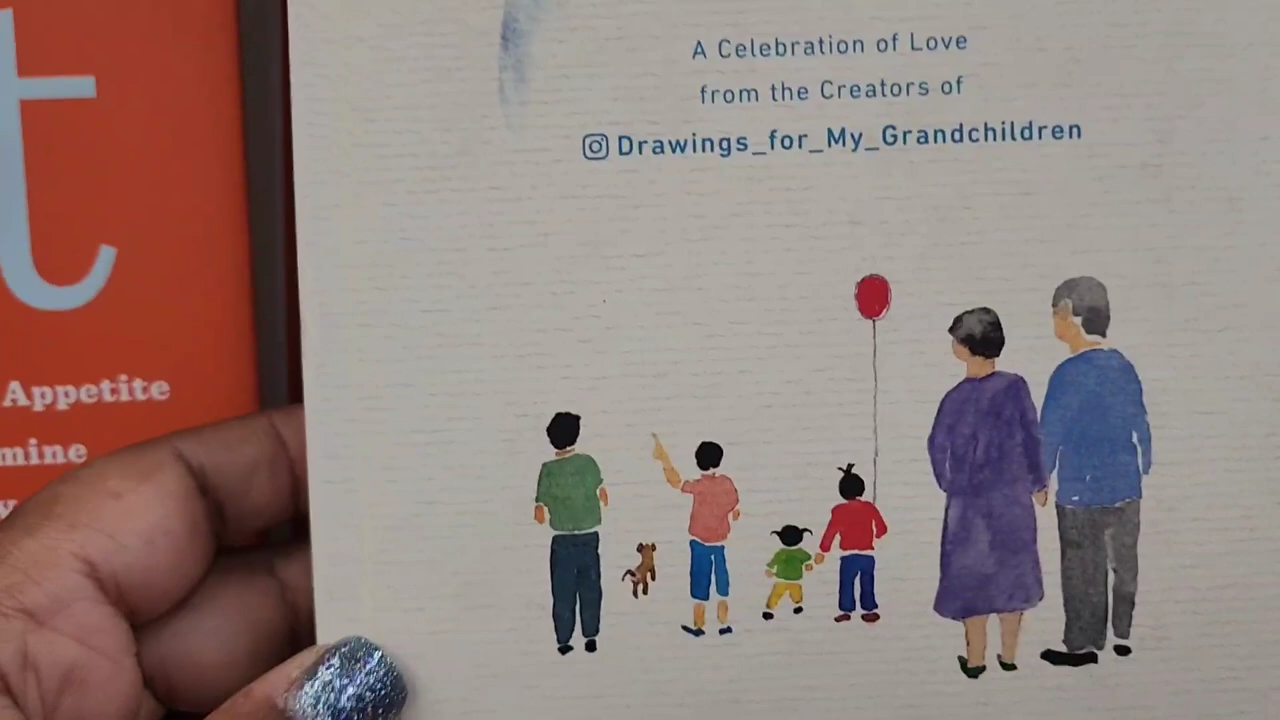 t
Appetite
mine
A Celebration of Love
from the Creators of
Drawings_for_My_Grandchildren